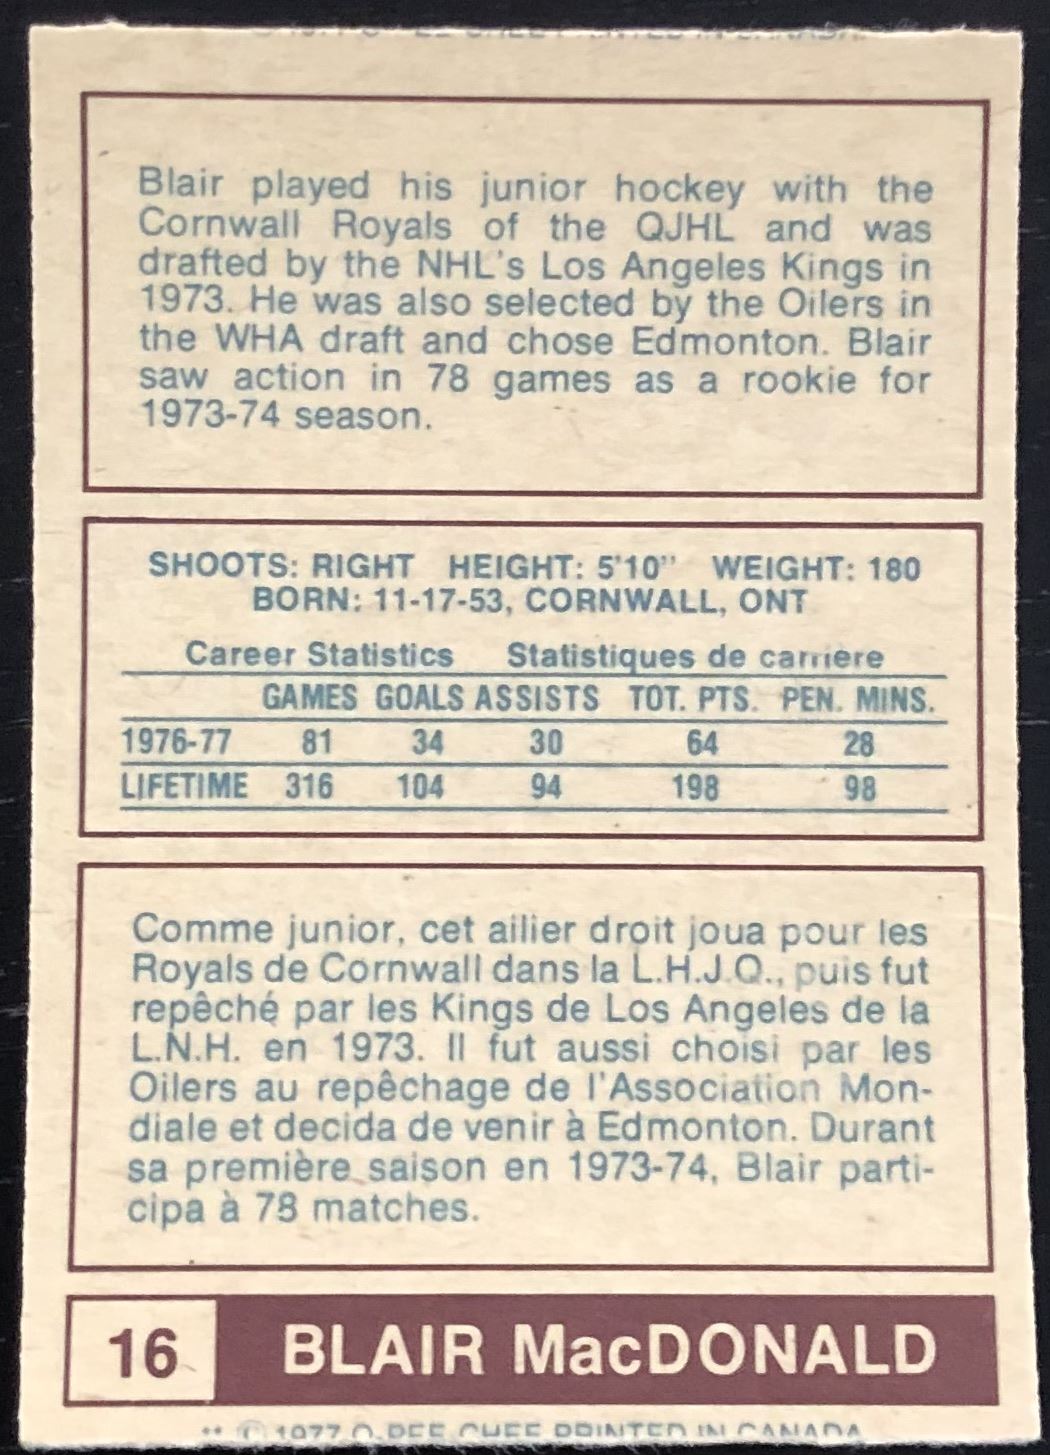 Blair played his junior hockey with the
Cornwall Royals of the QJHL and was
drafted by the NHL's Los Angeles Kings in
1973. He was also selected by the Oilers in
the WHA draft and chose Edmonton. Blair
saw action in 78 games as a rookie for
1973-74 season.
SHOOTS: RIGHT HEIGHT: 5'10" WEIGHT: 180
BORN: 11-17-53, CORNWALL, ONT
Career Statistics Statistiques de carrière
GAMES GOALS ASSISTS TOT. PTS. PEN. MINS.
1976-77 81 34 30 64 28
LIFETIME 316 104 94 198 98
Comme junior, cet ailier droit joua pour les
Royals de Cornwall dans la L.H.J.Q., puis fut
repêché par les Kings de Los Angeles de la
L.N.H. en 1973. Il fut aussi choisi par les
Oilers au repêchage de l'Association Mon-
diale et decida de venir à Edmonton. Durant
sa première saison en 1973-74, Blair parti-
cipa à 78 matches.
16 BLAIR MacDONALD
** © 1977 O-PEE CHEE PRINTED IN CANADA